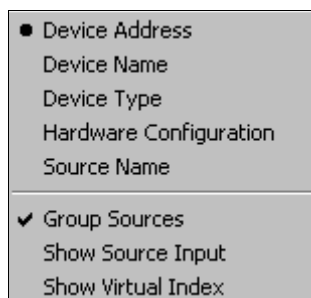 Device Address
Device Name
Device Type
Hardware Configuration
Source Name
Group Sources
Show Source Input
Show Virtual Index